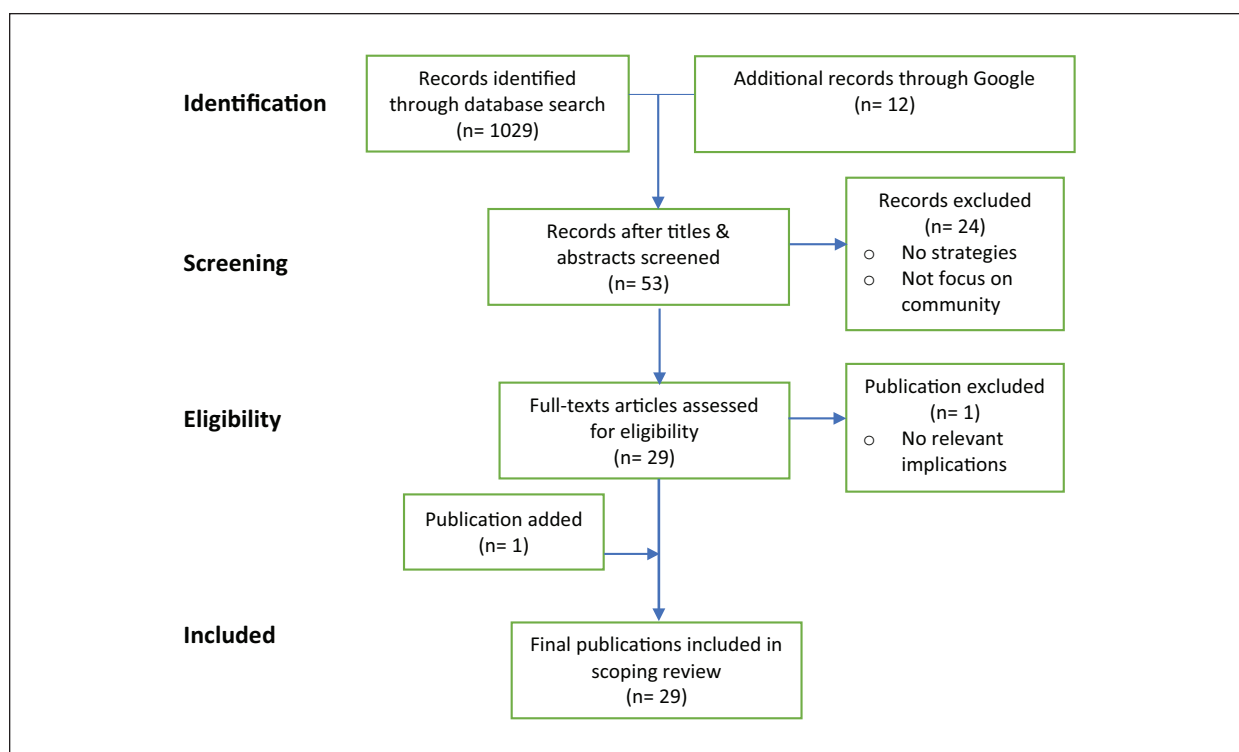 Identification
Records identified
through database search
(n= 1029)
Additional records through Google
(n= 12)
Screening
Records after titles &
abstracts screened
(n= 53)
Records excluded
(n= 24)
o No strategies
o Not focus on
community
Eligibility
Full-texts articles assessed
for eligibility
(n= 29)
Publication excluded
(n= 1)
o No relevant
implications
Publication added
(n= 1)
Included
Final publications included in
scoping review
(n= 29)